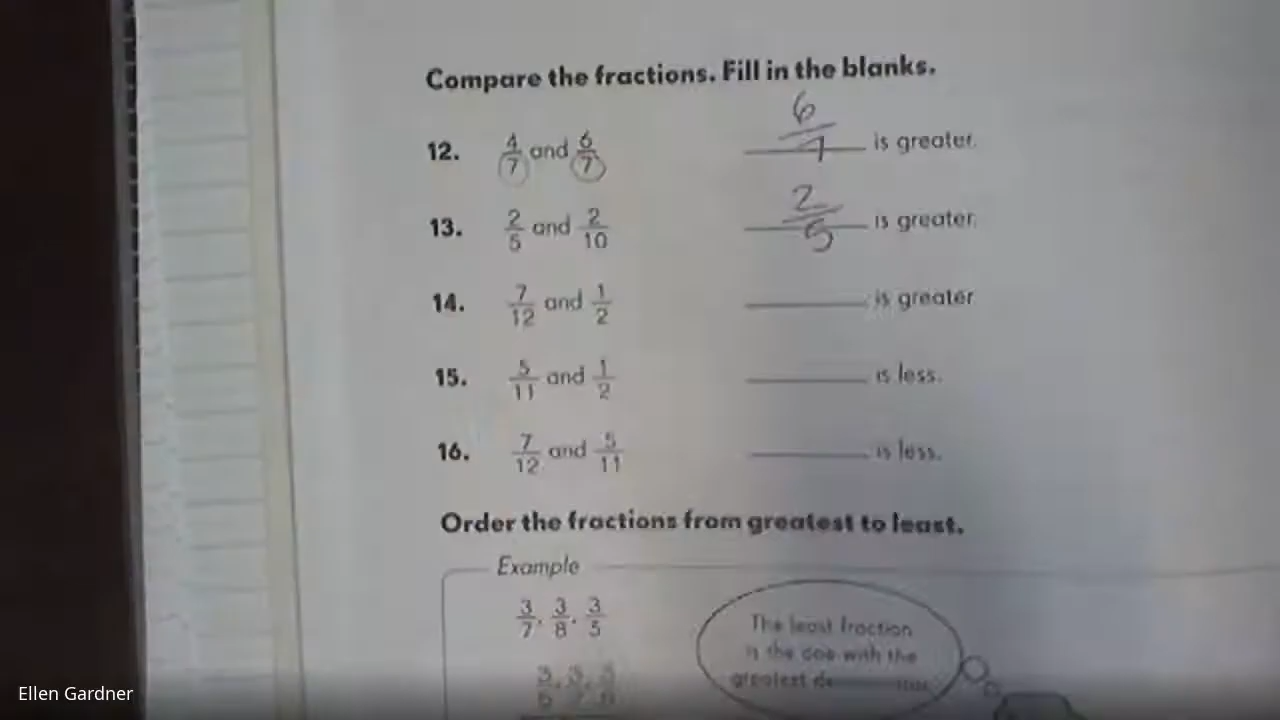 Compare the fractions. Fill in the blanks.
12. 4/7 and 6/7 6/7 is greater.
13. 2/5 and 2/10 2/5 is greater.
14. 7/12 and 1/2 is greater
15. 5/11 and 1/2 is less.
16. 7/12 and 5/11 is less.
Order the fractions from greatest to least.
Example
3/7, 3/8, 3/5
The least fraction
is the one with the
greatest
Ellen Gardner